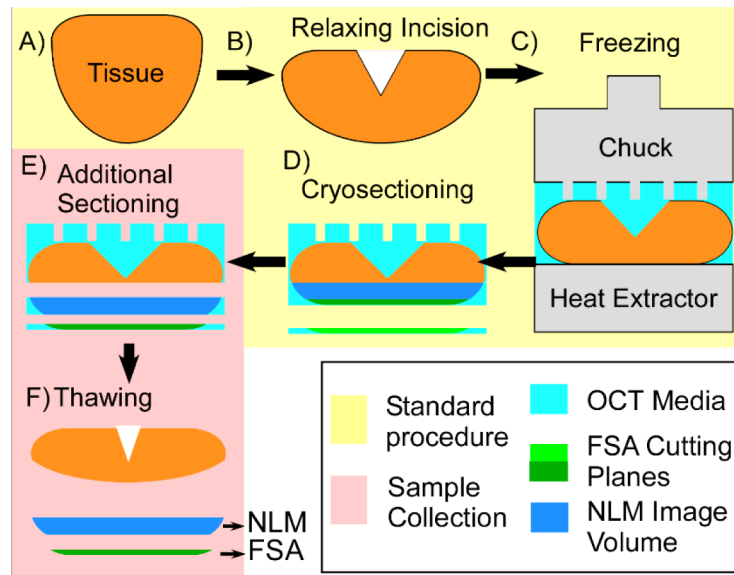 A)
Tissue
B)
Relaxing Incision
C)
Freezing
Chuck
Heat Extractor
D)
Cryosectioning
E)
Additional
Sectioning
F) Thawing
NLM
FSA
Standard
procedure
Sample
Collection
OCT Media
FSA Cutting
Planes
NLM Image
Volume